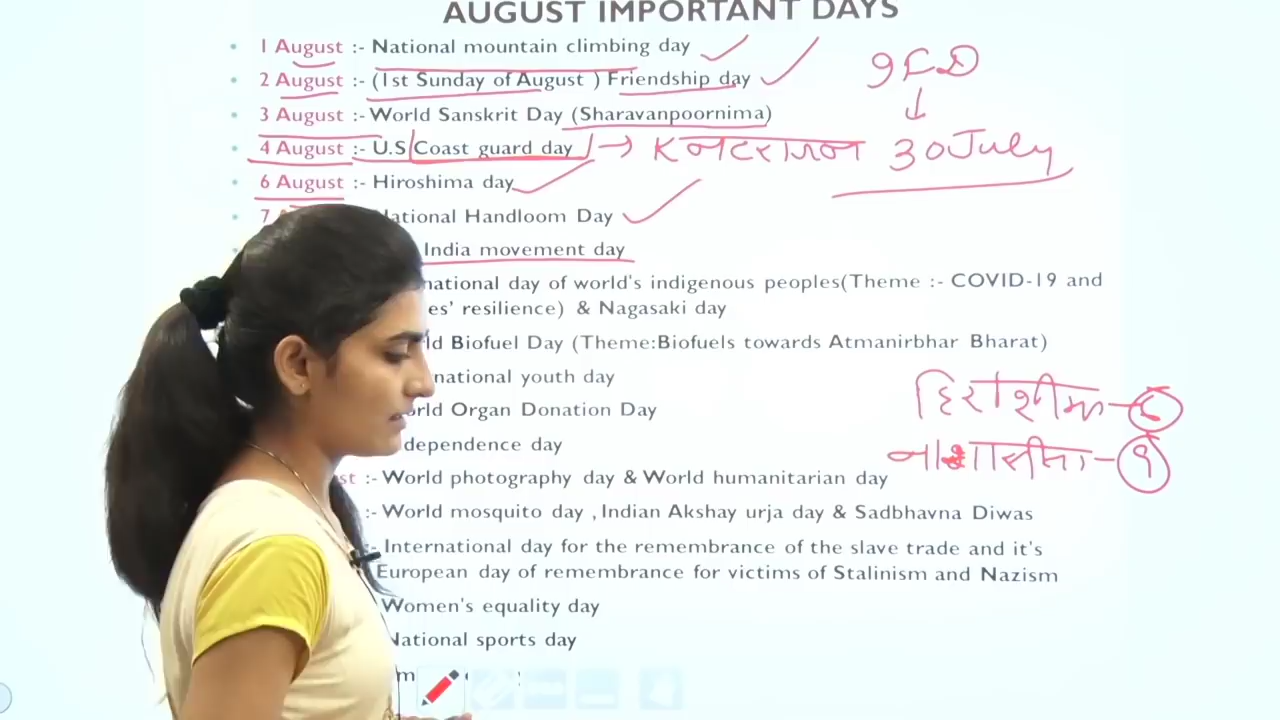 AUGUST IMPORTANT DAYS
1 August :- National mountain climbing day
2 August :- (1st Sunday of August ) Friendship day
IFD
3 August :- World Sanskrit Day (Sharavanpoornima)
4 August :- U.S Coast guard day
30 July
6 August :- Hiroshima day
7 National Handloom Day
India movement day
national day of world's indigenous peoples(Theme :- COVID-19 and
es' resilience) & Nagasaki day
ld Biofuel Day (Theme:Biofuels towards Atmanirbhar Bharat)
national youth day
हिरोशीमा - 6
rld Organ Donation Day
dependence day
नागासीका - 9
st :- World photography day & World humanitarian day
:- World mosquito day ,Indian Akshay urja day & Sadbhavna Diwas
:- International day for the remembrance of the slave trade and it's
European day of remembrance for victims of Stalinism and Nazism
Women's equality day
National sports day